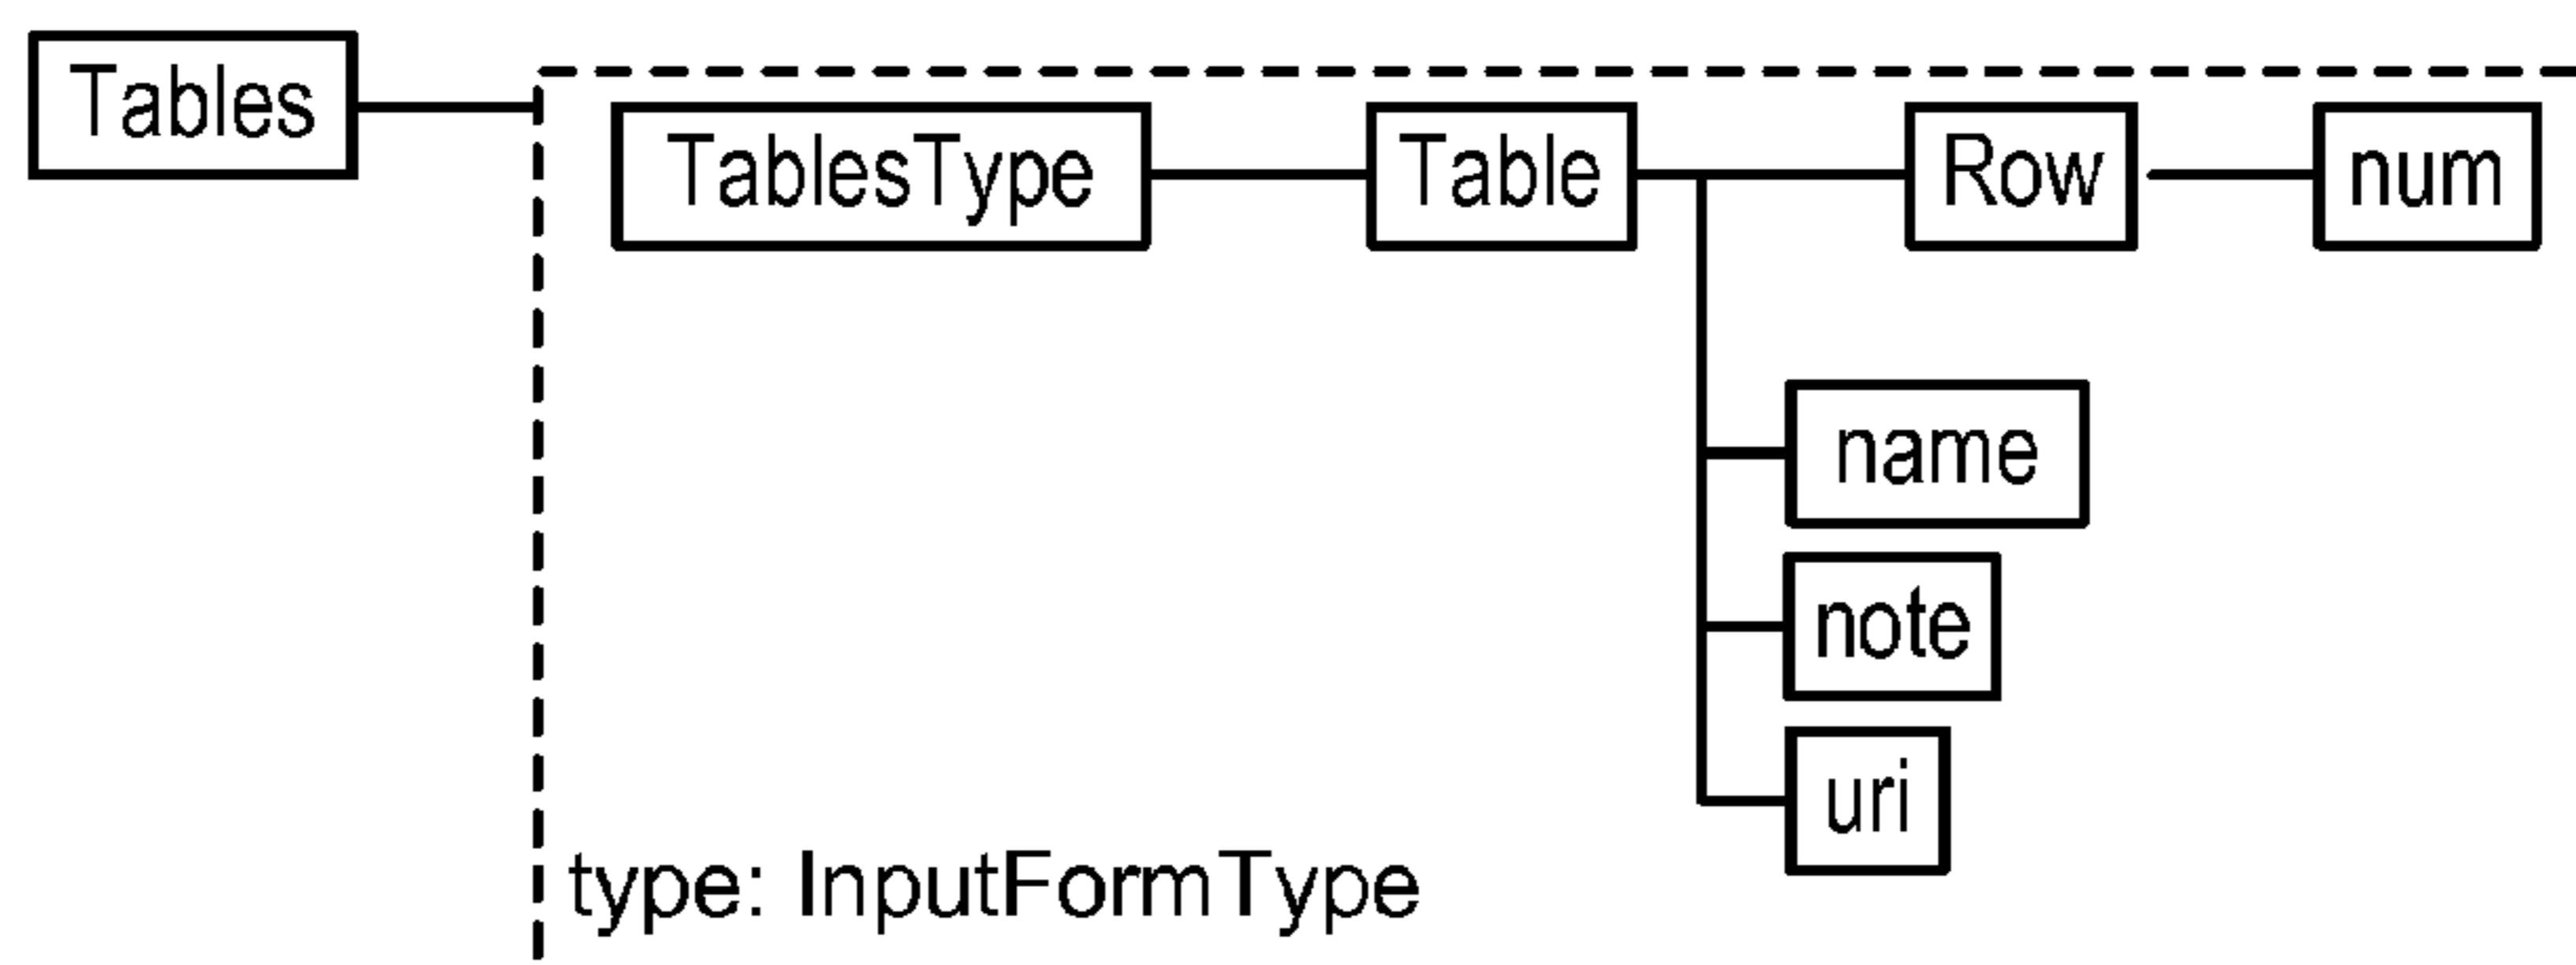 Tables
TablesType
Table
Row
num
name
note
uri
type: InputFormType